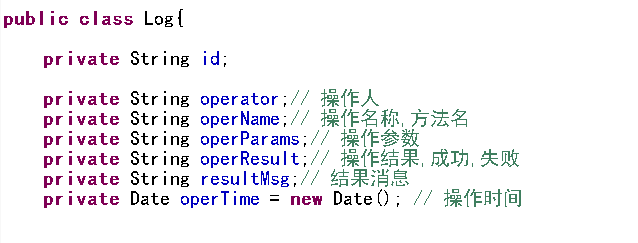 public class Log{
private String id;
private String operator;// 操作人
private String operName;// 操作名称,方法名
private String operParams;// 操作参数
private String operResult;// 操作结果,成功,失败
private String resultMsg;// 结果消息
private Date operTime = new Date(); // 操作时间